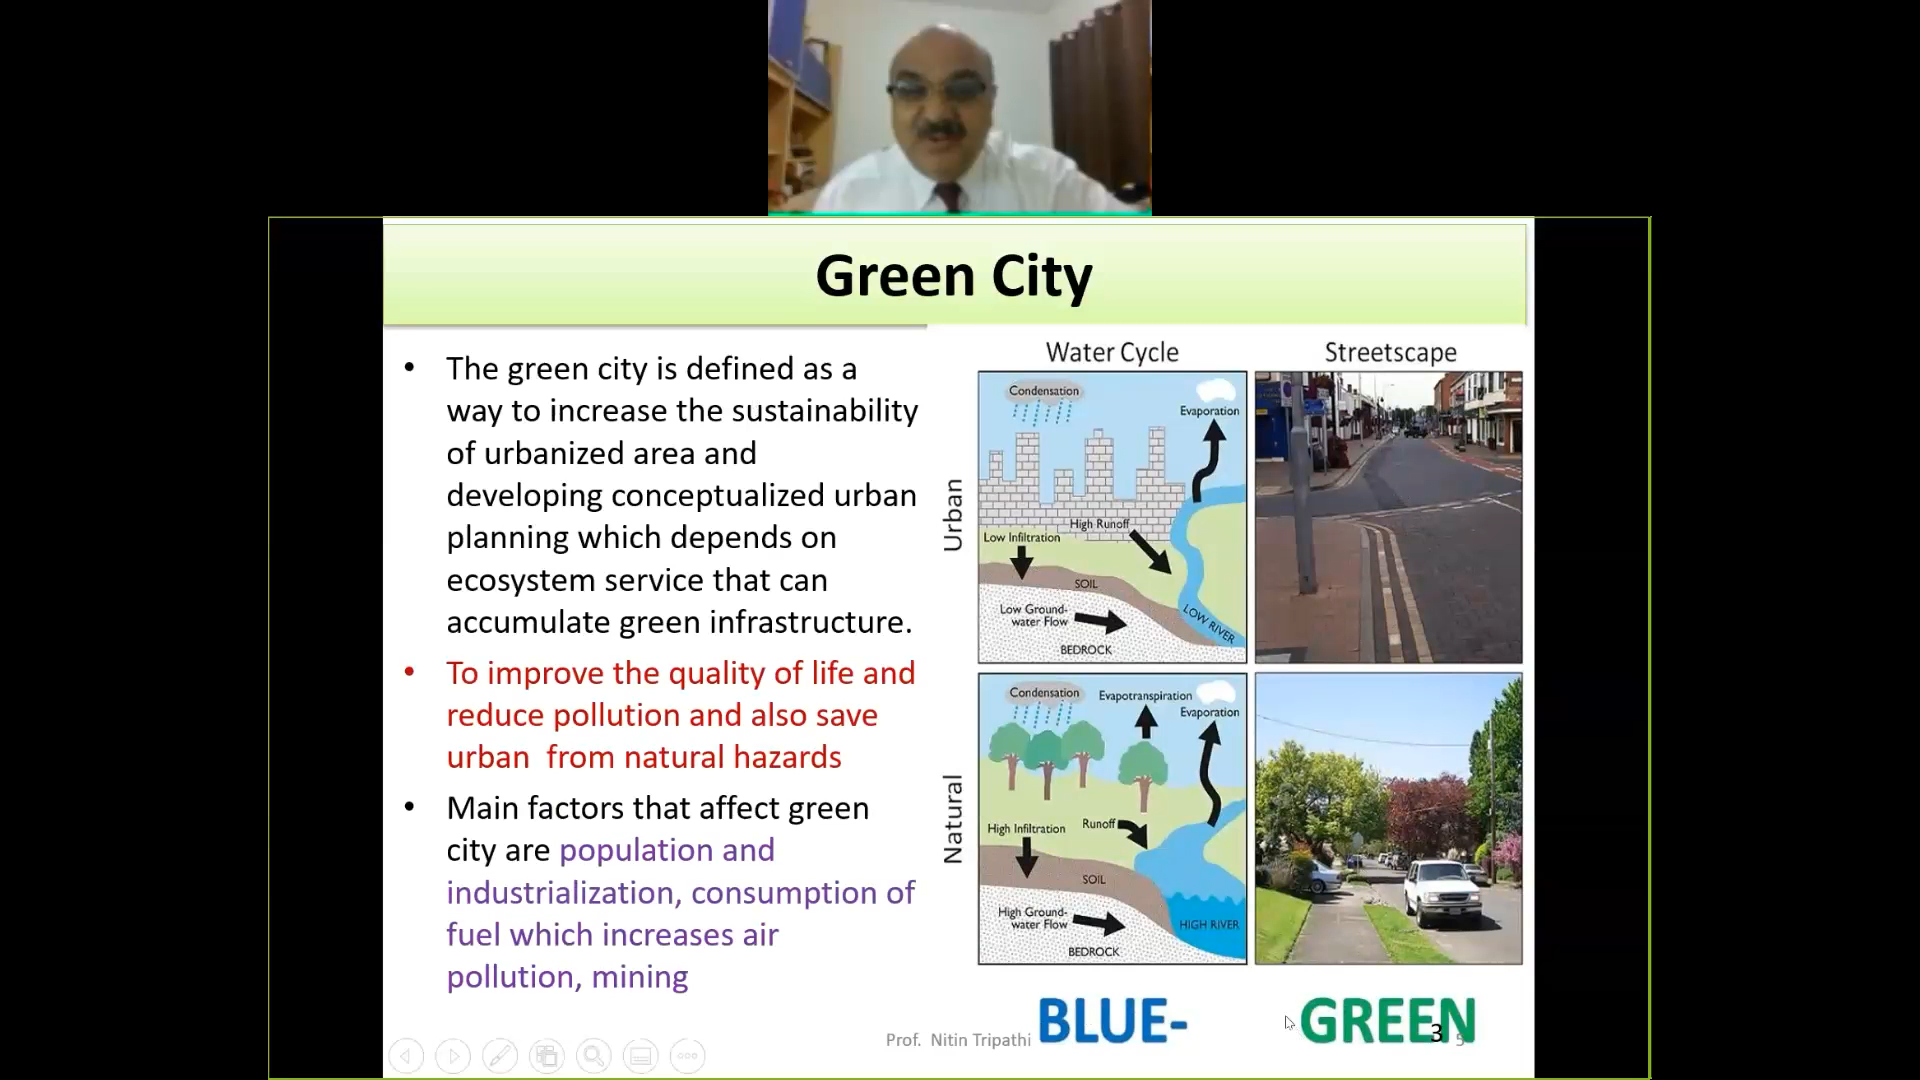 Green City
• The green city is defined as a
way to increase the sustainability
of urbanized area and
developing conceptualized urban
planning which depends on
ecosystem service that can
accumulate green infrastructure.
• To improve the quality of life and
reduce pollution and also save
urban  from natural hazards
• Main factors that affect green
city are population and
industrialization, consumption of
fuel which increases air
pollution, mining
Water Cycle
Streetscape
Urban
Condensation
Evaporation
High Runoff
Low Infiltration
SOIL
Low Ground-
water Flow
LOW RIVER
BEDROCK
Natural
Condensation
Evapotranspiration
Evaporation
High Infiltration
Runoff
SOIL
High Ground-
water Flow
HIGH RIVER
BEDROCK
BLUE-
GREEN
Prof.  Nitin Tripathi
3
5